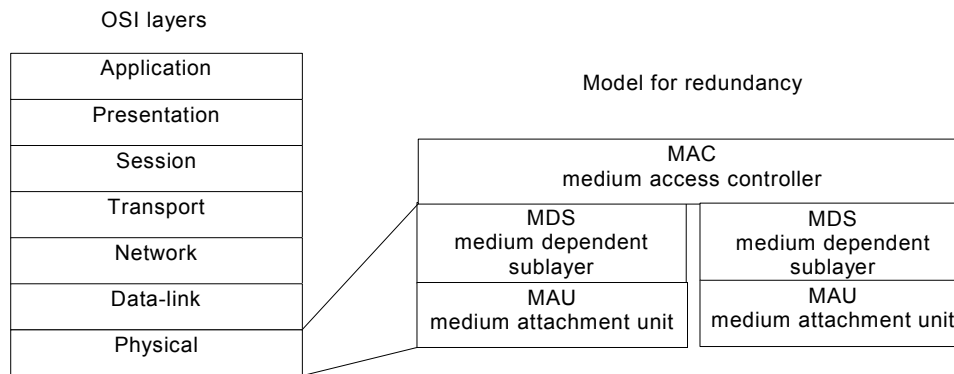 OSI layers
Application
Presentation
Session
Transport
Network
Data-link
Physical
Model for redundancy
MAC
medium access controller
MDS
medium dependent
sublayer
MAU
medium attachment unit
MDS
medium dependent
sublayer
MAU
medium attachment unit